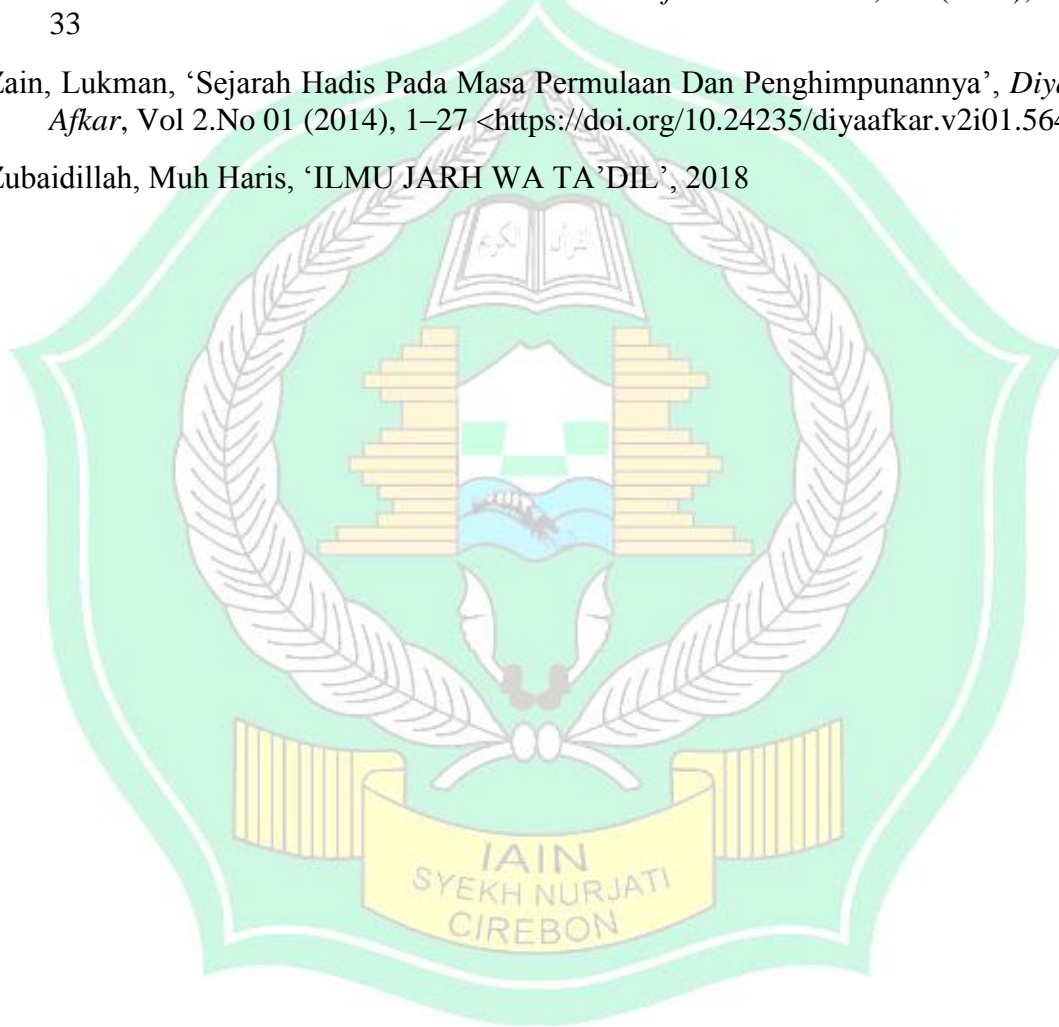 33
Zain, Lukman, ‘Sejarah Hadis Pada Masa Permulaan Dan Penghimpunannya’, Diya
Afkar, Vol 2.No 01 (2014), 1–27 <https://doi.org/10.24235/diyaafkar.v2i01.564
Zubaidillah, Muh Haris, ‘ILMU JARH WA TA’DIL’, 2018
القرآن الكريم
IAIN
SYEKH NURJATI
CIREBON